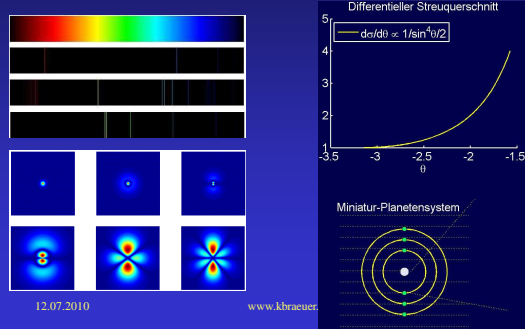 Differentieller Streuquerschnitt
5
4
3
2
1
dσ/dθ ∝ 1/sin⁴θ/2
-3.5 -3 -2.5 -2 -1.5
θ
Miniatur-Planetensystem
12.07.2010
www.kbraeuer.